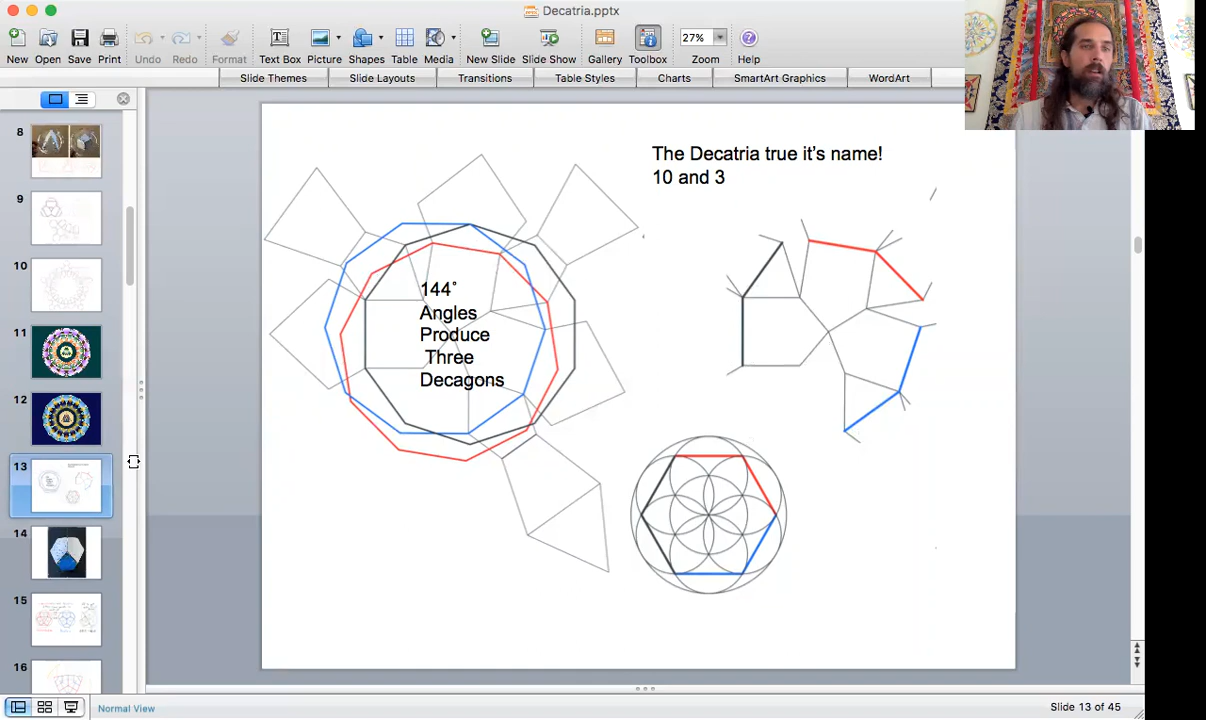 Decatria.pptx
New Open Save Print Undo Redo Format Text Box Picture Shapes Table Media New Slide Slide Show Gallery Toolbox Zoom Help
27%
Slide Themes Slide Layouts Transitions Table Styles Charts SmartArt Graphics WordArt
8
9
10
11
12
13
14
15
16
The Decatria true it's name!
10 and 3
144˚
Angles
Produce
Three
Decagons
Normal View
Slide 13 of 45